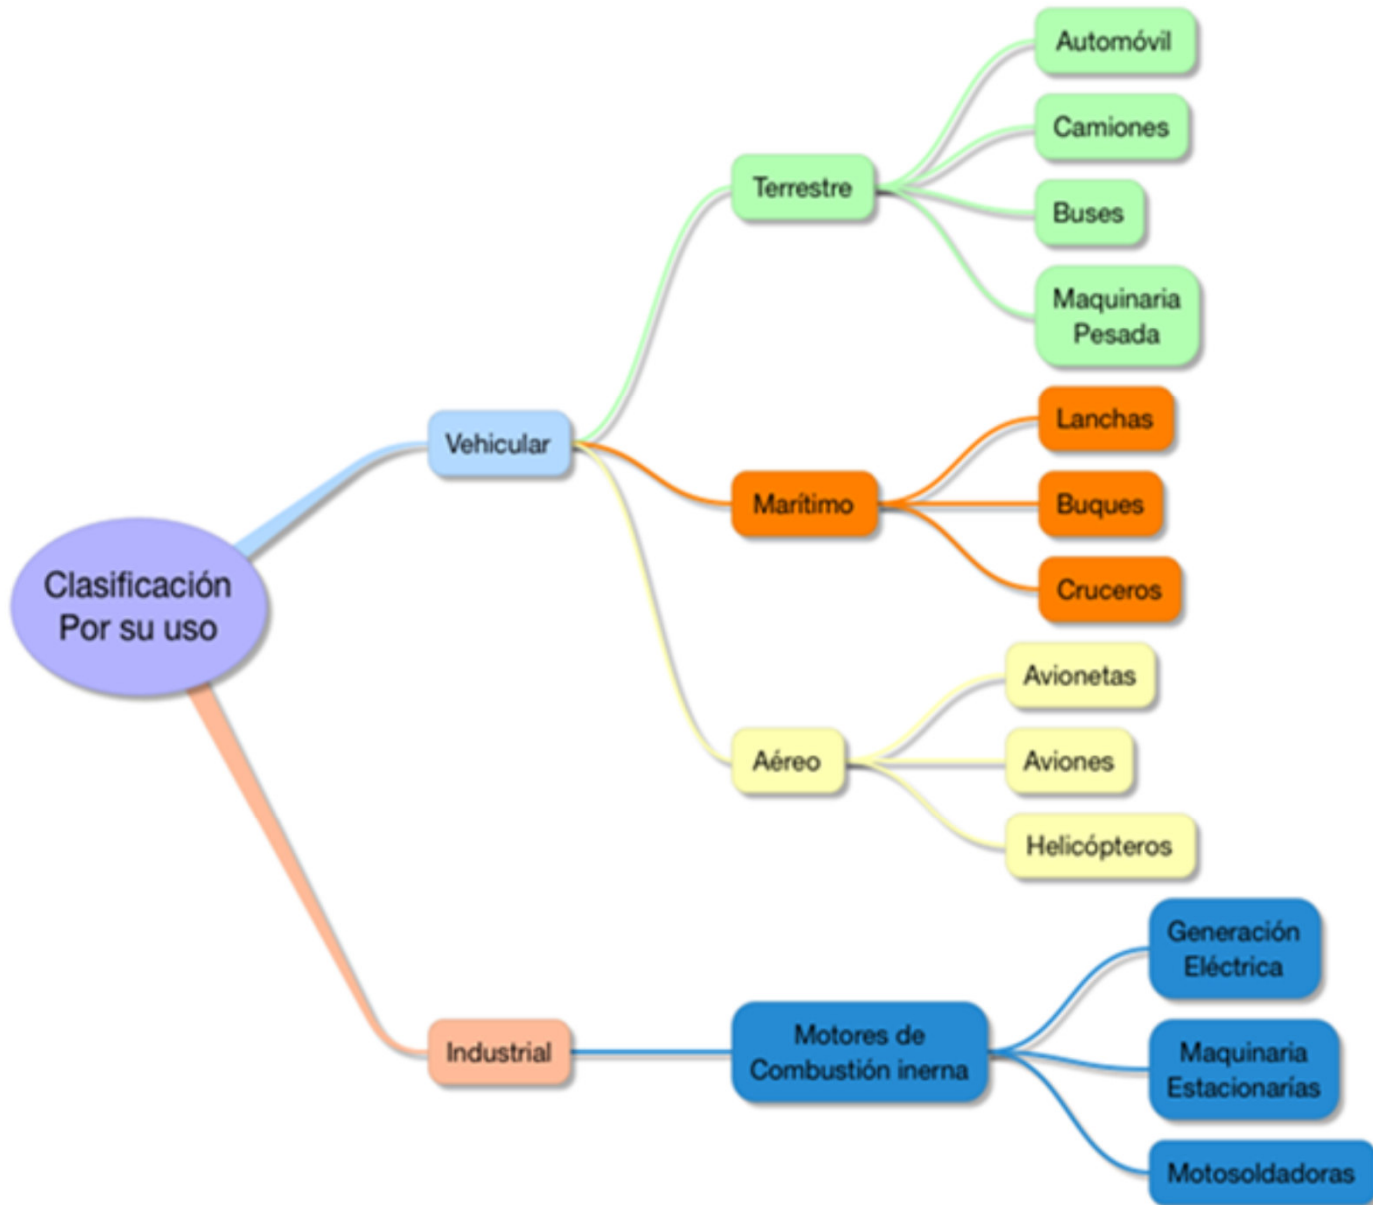 Clasificación
Por su uso
Vehicular
Terrestre
Automóvil
Camiones
Buses
Maquinaria
Pesada
Marítimo
Lanchas
Buques
Cruceros
Aéreo
Avionetas
Aviones
Helicópteros
Industrial
Motores de
Combustión inerna
Generación
Eléctrica
Maquinaria
Estacionarías
Motosoldadoras